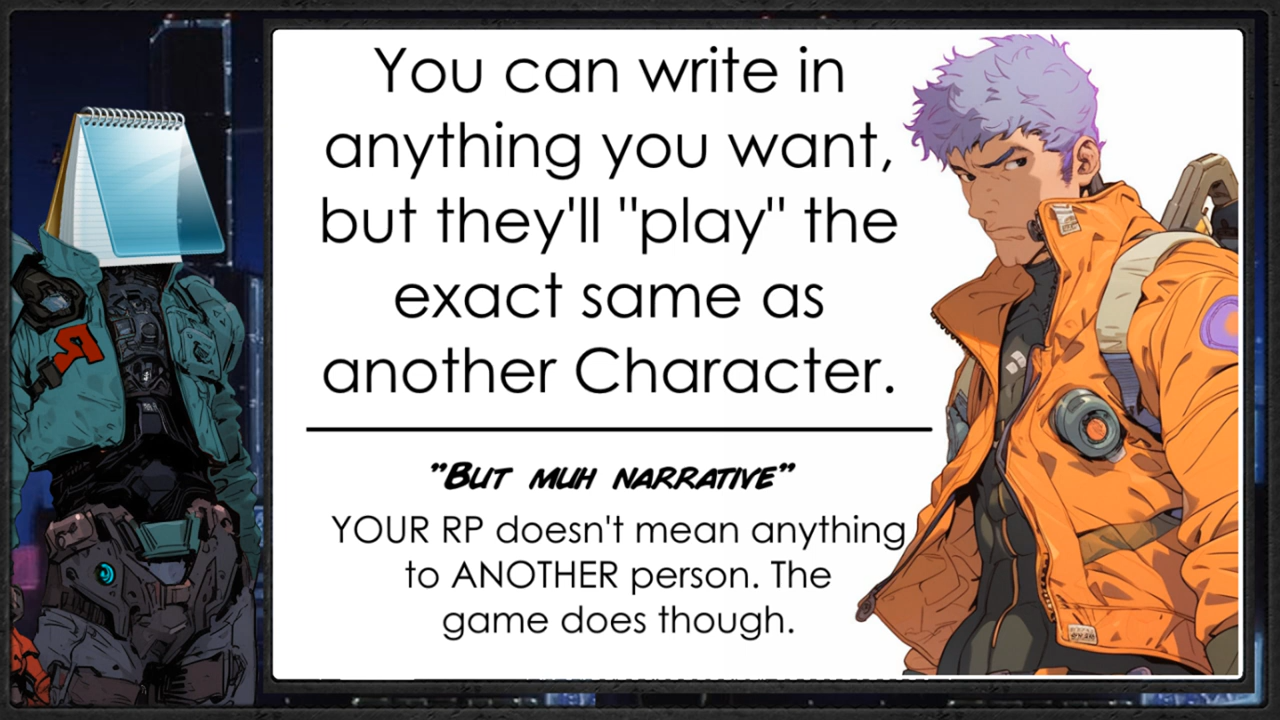 You can write in
anything you want,
but they'll "play" the
exact same as
another Character.
"But muh narrative"
YOUR RP doesn't mean anything
to ANOTHER person. The
game does though.